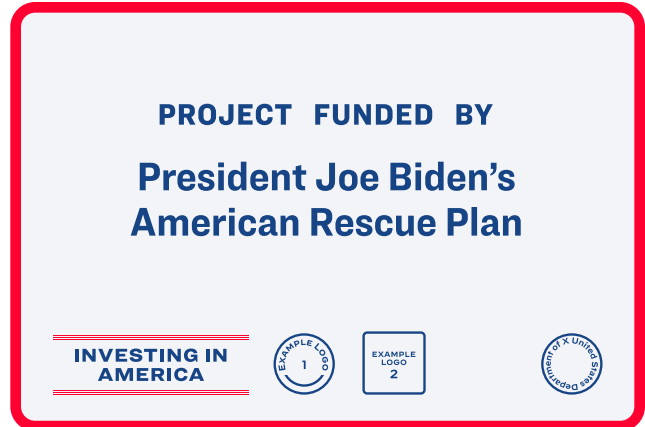 PROJECT FUNDED BY
President Joe Biden’s
American Rescue Plan
INVESTING IN
AMERICA
EXAMPLE LOGO
1
EXAMPLE
LOGO
2
Department of X United States